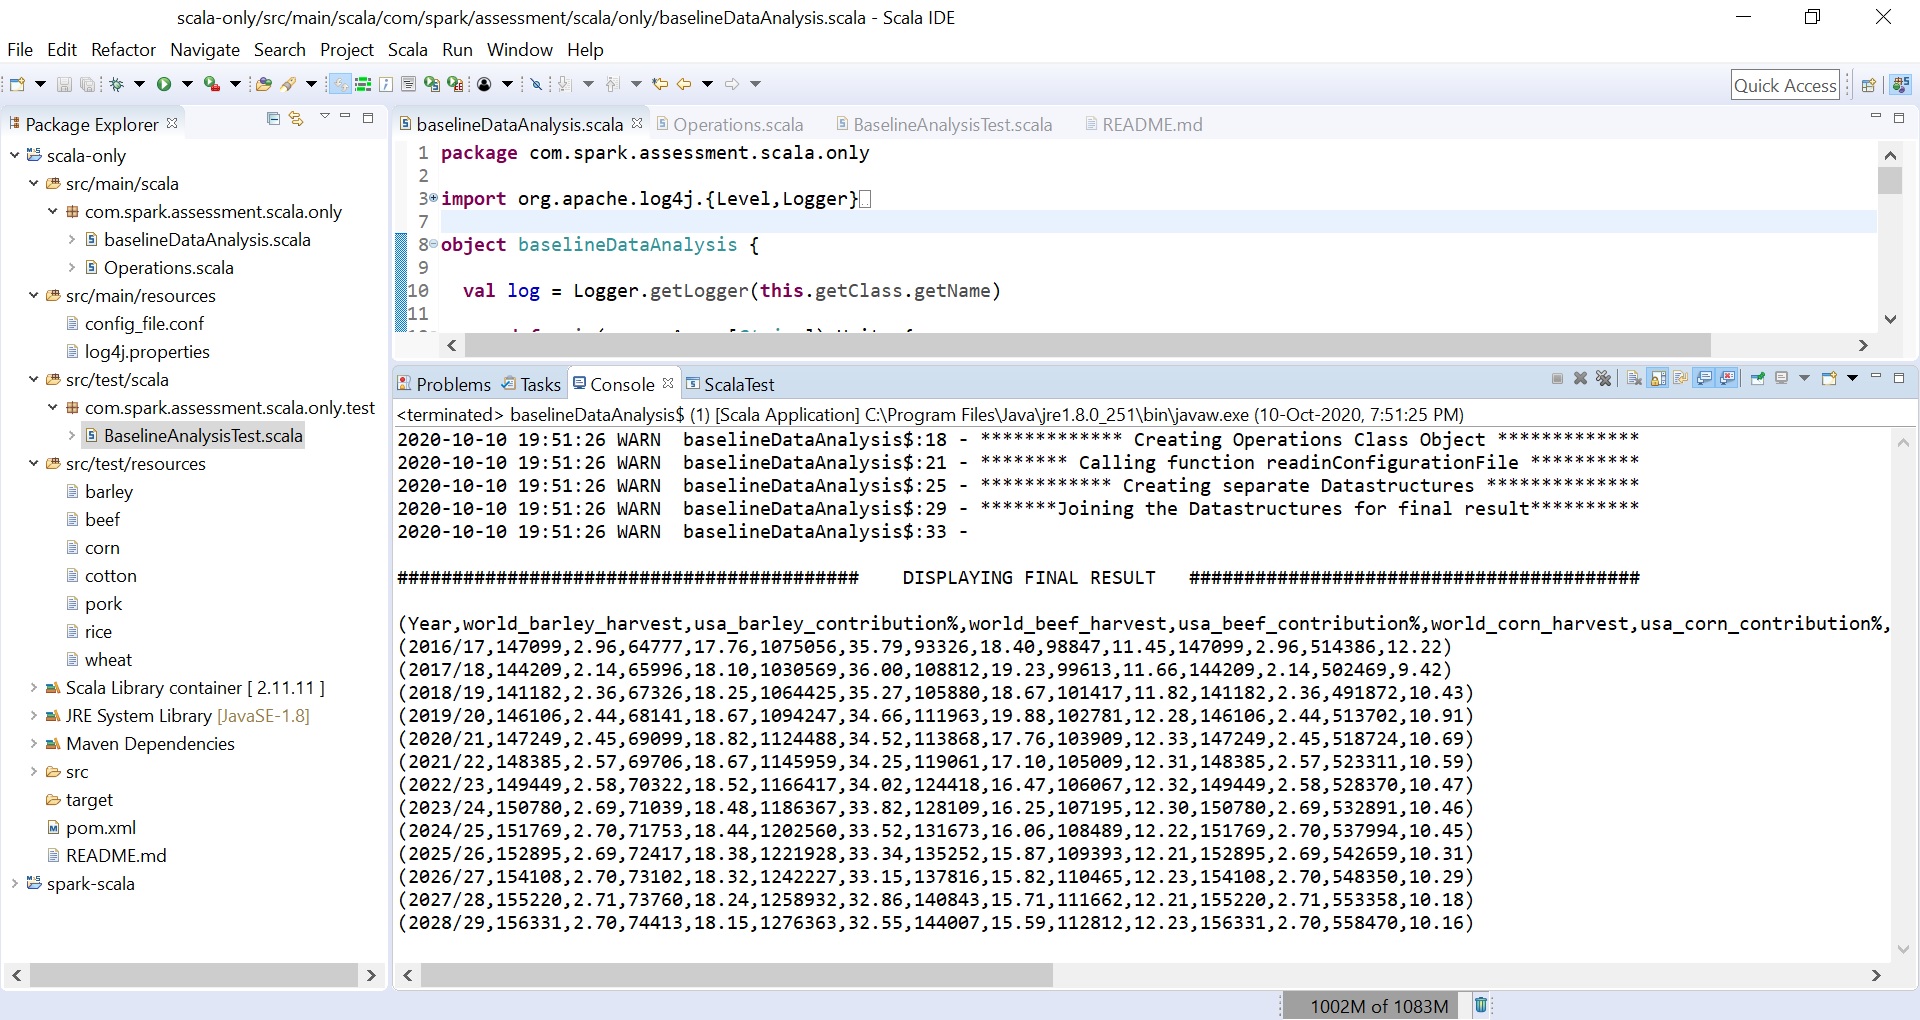 scala-only/src/main/scala/com/spark/assessment/scala/only/baselineDataAnalysis.scala - Scala IDE
File Edit Refactor Navigate Search Project Scala Run Window Help
Quick Access
Package Explorer
scala-only
src/main/scala
com.spark.assessment.scala.only
baselineDataAnalysis.scala
Operations.scala
src/main/resources
config_file.conf
log4j.properties
src/test/scala
com.spark.assessment.scala.only.test
BaselineAnalysisTest.scala
src/test/resources
barley
beef
corn
cotton
pork
rice
wheat
Scala Library container [ 2.11.11 ]
JRE System Library [JavaSE-1.8]
Maven Dependencies
src
target
pom.xml
README.md
spark-scala
baselineDataAnalysis.scala Operations.scala BaselineAnalysisTest.scala README.md
1 package com.spark.assessment.scala.only
2
3 import org.apache.log4j.{Level,Logger}
7
8 object baselineDataAnalysis {
9
10 val log = Logger.getLogger(this.getClass.getName)
11
Problems Tasks Console ScalaTest
<terminated> baselineDataAnalysis$ (1) [Scala Application] C:\Program Files\Java\jre1.8.0_251\bin\javaw.exe (10-Oct-2020, 7:51:25 PM)
2020-10-10 19:51:26 WARN baselineDataAnalysis$:18 - ************* Creating Operations Class Object *************
2020-10-10 19:51:26 WARN baselineDataAnalysis$:21 - ******** Calling function readinConfigurationFile **********
2020-10-10 19:51:26 WARN baselineDataAnalysis$:25 - ************ Creating separate Datastructures **************
2020-10-10 19:51:26 WARN baselineDataAnalysis$:29 - *******Joining the Datastructures for final result**********
2020-10-10 19:51:26 WARN baselineDataAnalysis$:33 -
########################################## DISPLAYING FINAL RESULT #########################################
(Year,world_barley_harvest,usa_barley_contribution%,world_beef_harvest,usa_beef_contribution%,world_corn_harvest,usa_corn_contribution%,
(2016/17,147099,2.96,64777,17.76,1075056,35.79,93326,18.40,98847,11.45,147099,2.96,514386,12.22)
(2017/18,144209,2.14,65996,18.10,1030569,36.00,108812,19.23,99613,11.66,144209,2.14,502469,9.42)
(2018/19,141182,2.36,67326,18.25,1064425,35.27,105880,18.67,101417,11.82,141182,2.36,491872,10.43)
(2019/20,146106,2.44,68141,18.67,1094247,34.66,111963,19.88,102781,12.28,146106,2.44,513702,10.91)
(2020/21,147249,2.45,69099,18.82,1124488,34.52,113868,17.76,103909,12.33,147249,2.45,518724,10.69)
(2021/22,148385,2.57,69706,18.67,1145959,34.25,119061,17.10,105009,12.31,148385,2.57,523311,10.59)
(2022/23,149449,2.58,70322,18.52,1166417,34.02,124418,16.47,106067,12.32,149449,2.58,528370,10.47)
(2023/24,150780,2.69,71039,18.48,1186367,33.82,128109,16.25,107195,12.30,150780,2.69,532891,10.46)
(2024/25,151769,2.70,71753,18.44,1202560,33.52,131673,16.06,108489,12.22,151769,2.70,537994,10.45)
(2025/26,152895,2.69,72417,18.38,1221928,33.34,135252,15.87,109393,12.21,152895,2.69,542659,10.31)
(2026/27,154108,2.70,73102,18.32,1242227,33.15,137816,15.82,110465,12.23,154108,2.70,548350,10.29)
(2027/28,155220,2.71,73760,18.24,1258932,32.86,140843,15.71,111662,12.21,155220,2.71,553358,10.18)
(2028/29,156331,2.70,74413,18.15,1276363,32.55,144007,15.59,112812,12.23,156331,2.70,558470,10.16)
1002M of 1083M